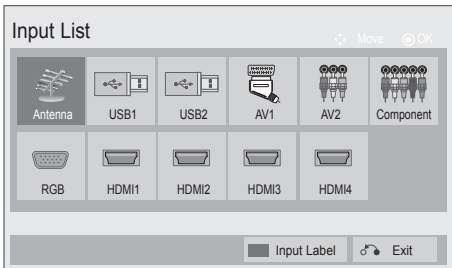 Input List
Move OK
Antenna USB1 USB2 AV1 AV2 Component
RGB HDMI1 HDMI2 HDMI3 HDMI4
Input Label Exit